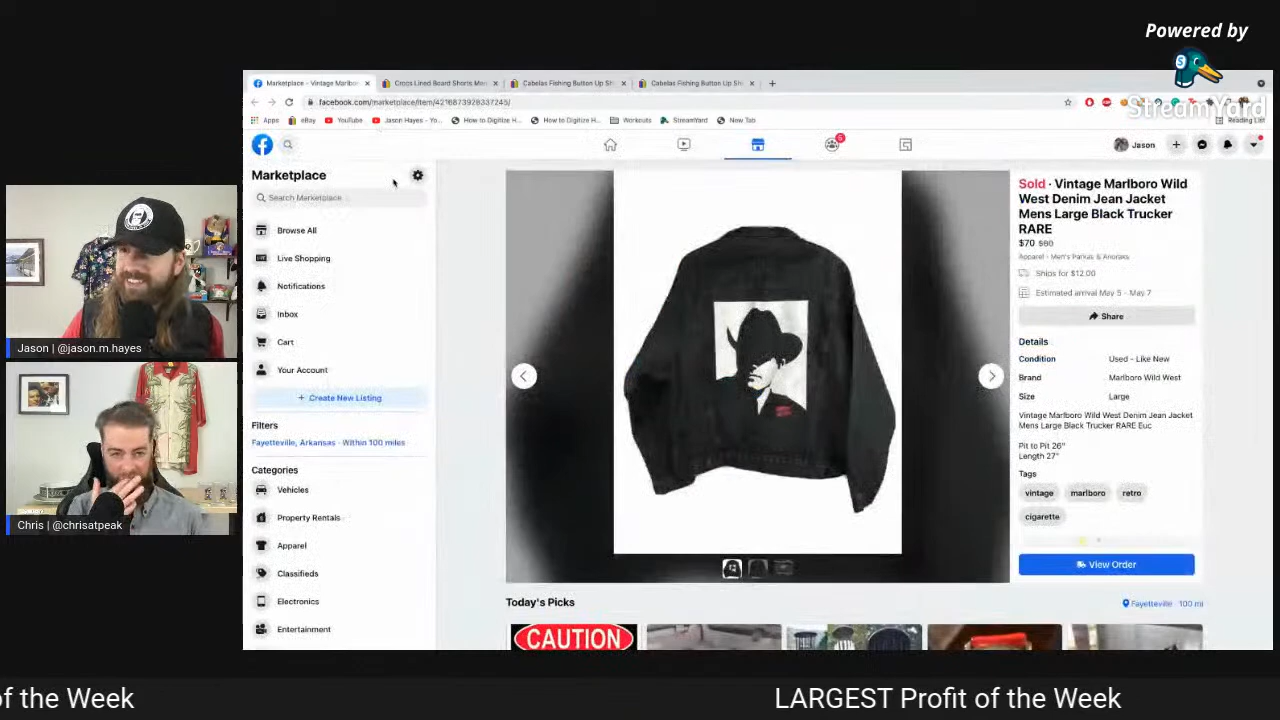 Powered by
StreamYard
Marketplace - Vintage Marlboro
Crocs Lined Board Shorts Men
Cabelas Fishing Button Up Sh
Cabelas Fishing Button Up Sh
facebook.com/marketplace/item/4216873928337245/
Apps
eBay
YouTube
Jason Hayes - Yo...
How to Digitize H...
How to Digitize H...
Workouts
StreamYard
New Tab
Reading List
6
Jason
Marketplace
Search Marketplace
Browse All
Live Shopping
Notifications
Inbox
Cart
Your Account
+ Create New Listing
Filters
Fayetteville, Arkansas · Within 100 miles
Categories
Vehicles
Property Rentals
Apparel
Classifieds
Electronics
Entertainment
Sold · Vintage Marlboro Wild
West Denim Jean Jacket
Mens Large Black Trucker
RARE
$70 $80
Apparel · Men's Parkas & Anoraks
Ships for $12.00
Estimated arrival May 5 - May 7
Share
Details
Condition Used - Like New
Brand Marlboro Wild West
Size Large
Vintage Marlboro Wild West Denim Jean Jacket
Mens Large Black Trucker RARE Euc
Pit to Pit 26"
Length 27"
Tags
vintage marlboro retro
cigarette
View Order
Today's Picks
Fayetteville · 100 mi
CAUTION
Jason | @jason.m.hayes
Chris | @chrisatpeak
of the Week
LARGEST Profit of the Week